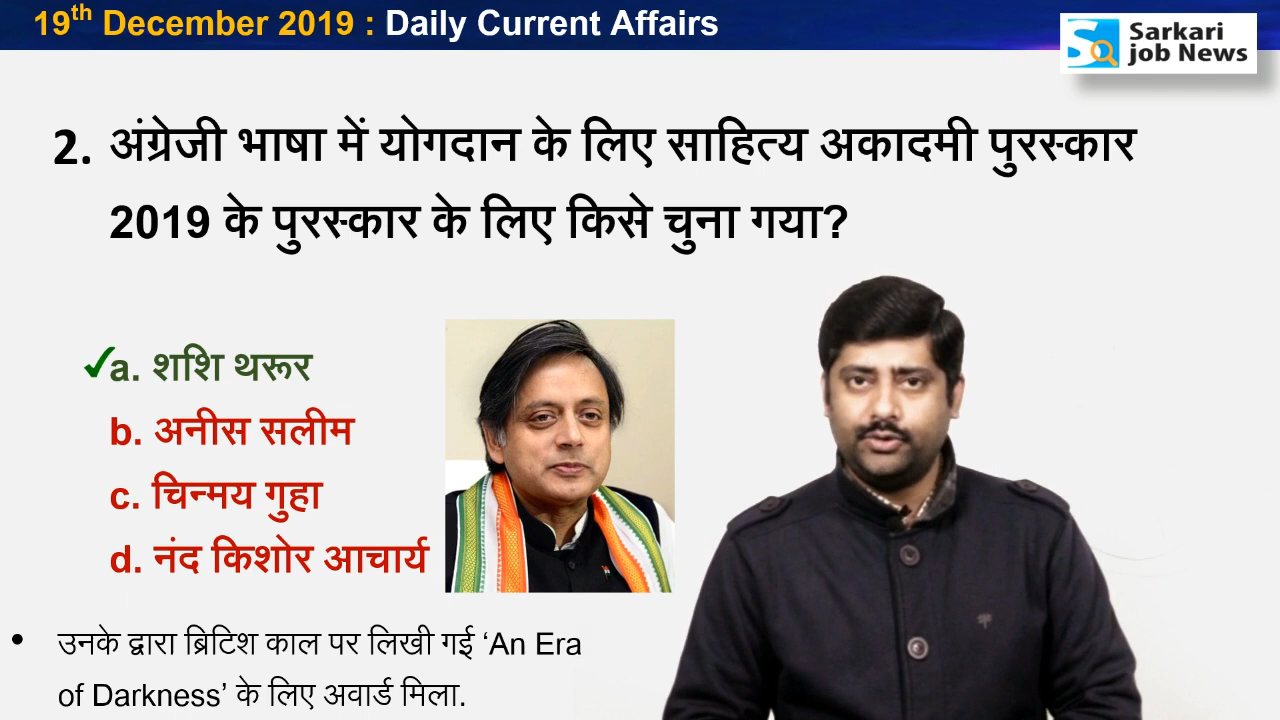 19th December 2019 : Daily Current Affairs
Sarkari
job News
2. अंग्रेजी भाषा में योगदान के लिए साहित्य अकादमी पुरस्कार
2019 के पुरस्कार के लिए किसे चुना गया?
a. शशि थरूर
b. अनीस सलीम
c. चिन्मय गुहा
d. नंद किशोर आचार्य
• उनके द्वारा ब्रिटिश काल पर लिखी गई ‘An Era
of Darkness’ के लिए अवार्ड मिला.